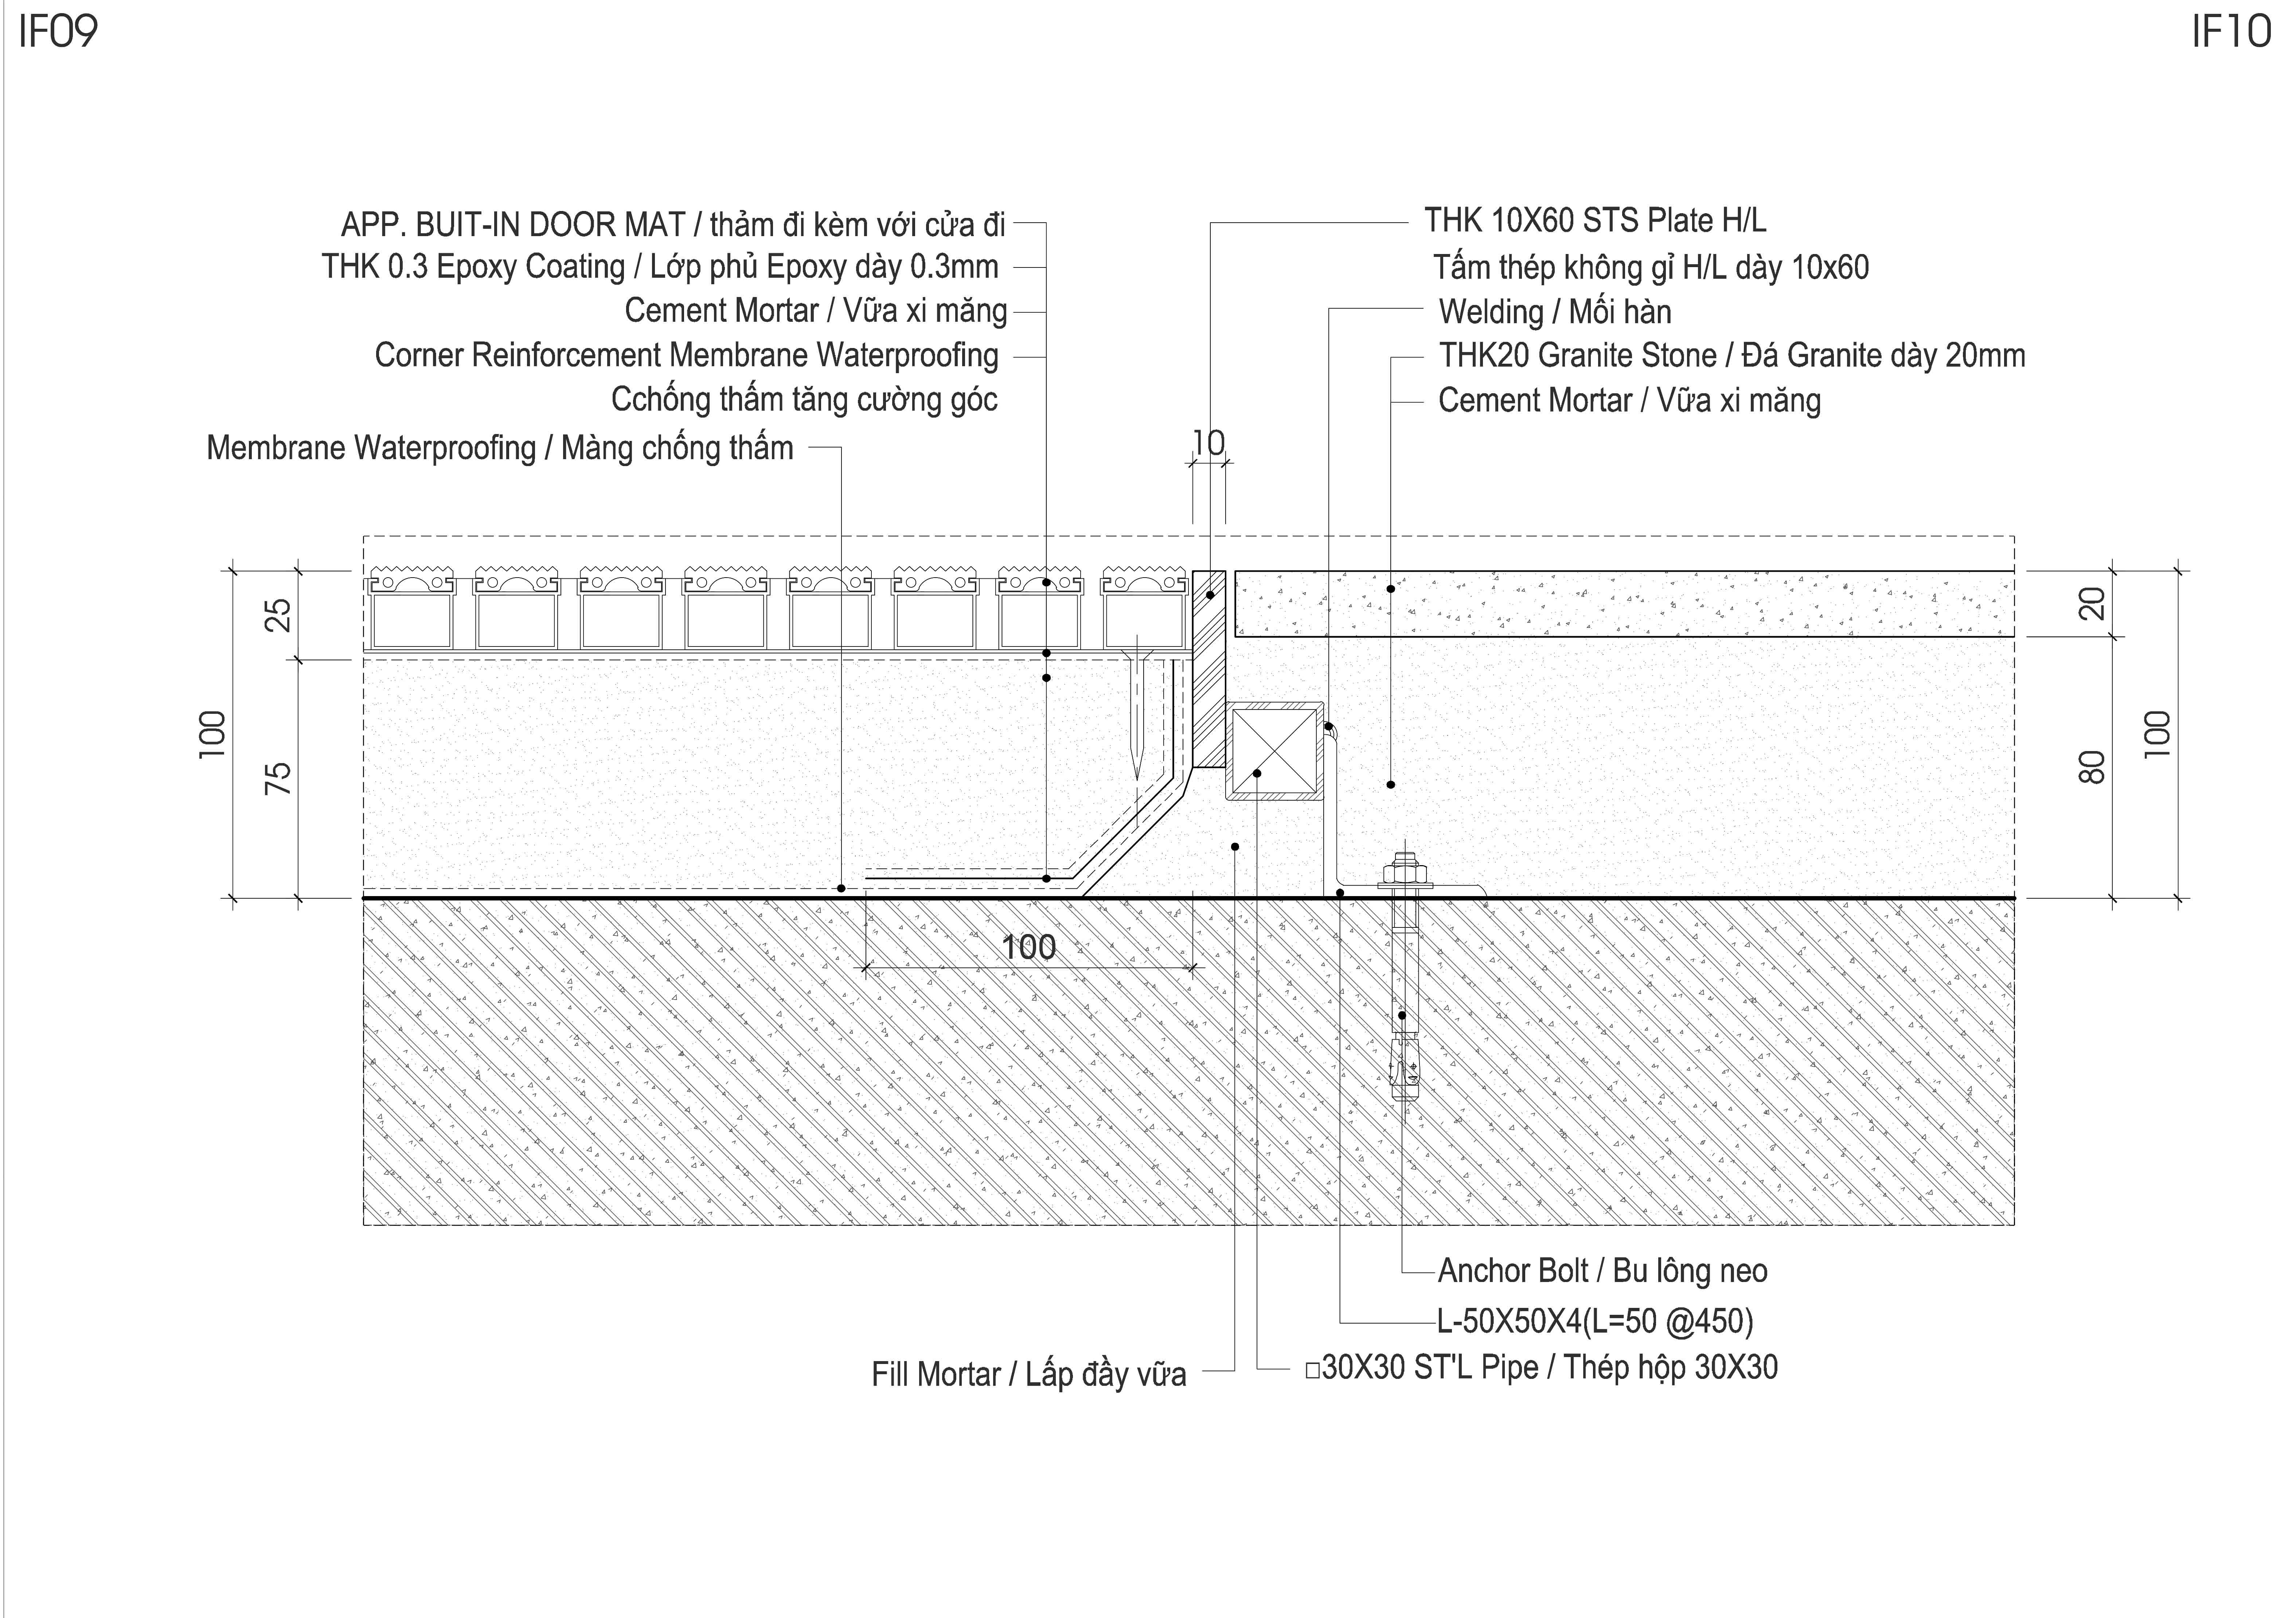 IF09
IF10
APP. BUIT-IN DOOR MAT / thảm đi kèm với cửa đi
THK 0.3 Epoxy Coating / Lớp phủ Epoxy dày 0.3mm
Cement Mortar / Vữa xi măng
Corner Reinforcement Membrane Waterproofing
Cchống thấm tăng cường góc
Membrane Waterproofing / Màng chống thấm
THK 10X60 STS Plate H/L
Tấm thép không gỉ H/L dày 10x60
Welding / Mối hàn
THK20 Granite Stone / Đá Granite dày 20mm
Cement Mortar / Vữa xi măng
10
25
100
75
20
100
80
100
Anchor Bolt / Bu lông neo
L-50X50X4(L=50 @450)
□30X30 ST'L Pipe / Thép hộp 30X30
Fill Mortar / Lấp đầy vữa